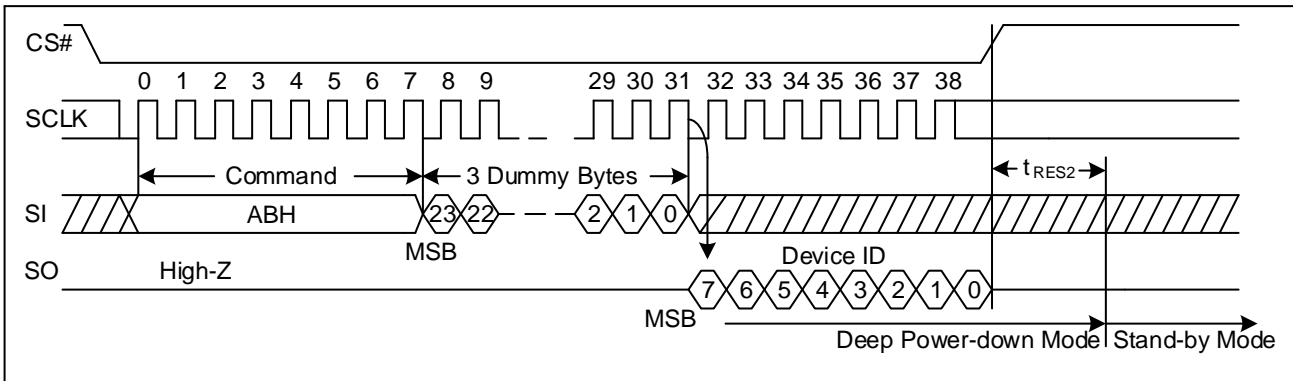 CS#
0 1 2 3 4 5 6 7 8 9 29 30 31 32 33 34 35 36 37 38
SCLK
Command 3 Dummy Bytes tRES2
SI ABH 23 22 2 1 0
MSB
SO High-Z Device ID
7 6 5 4 3 2 1 0
MSB
Deep Power-down Mode Stand-by Mode